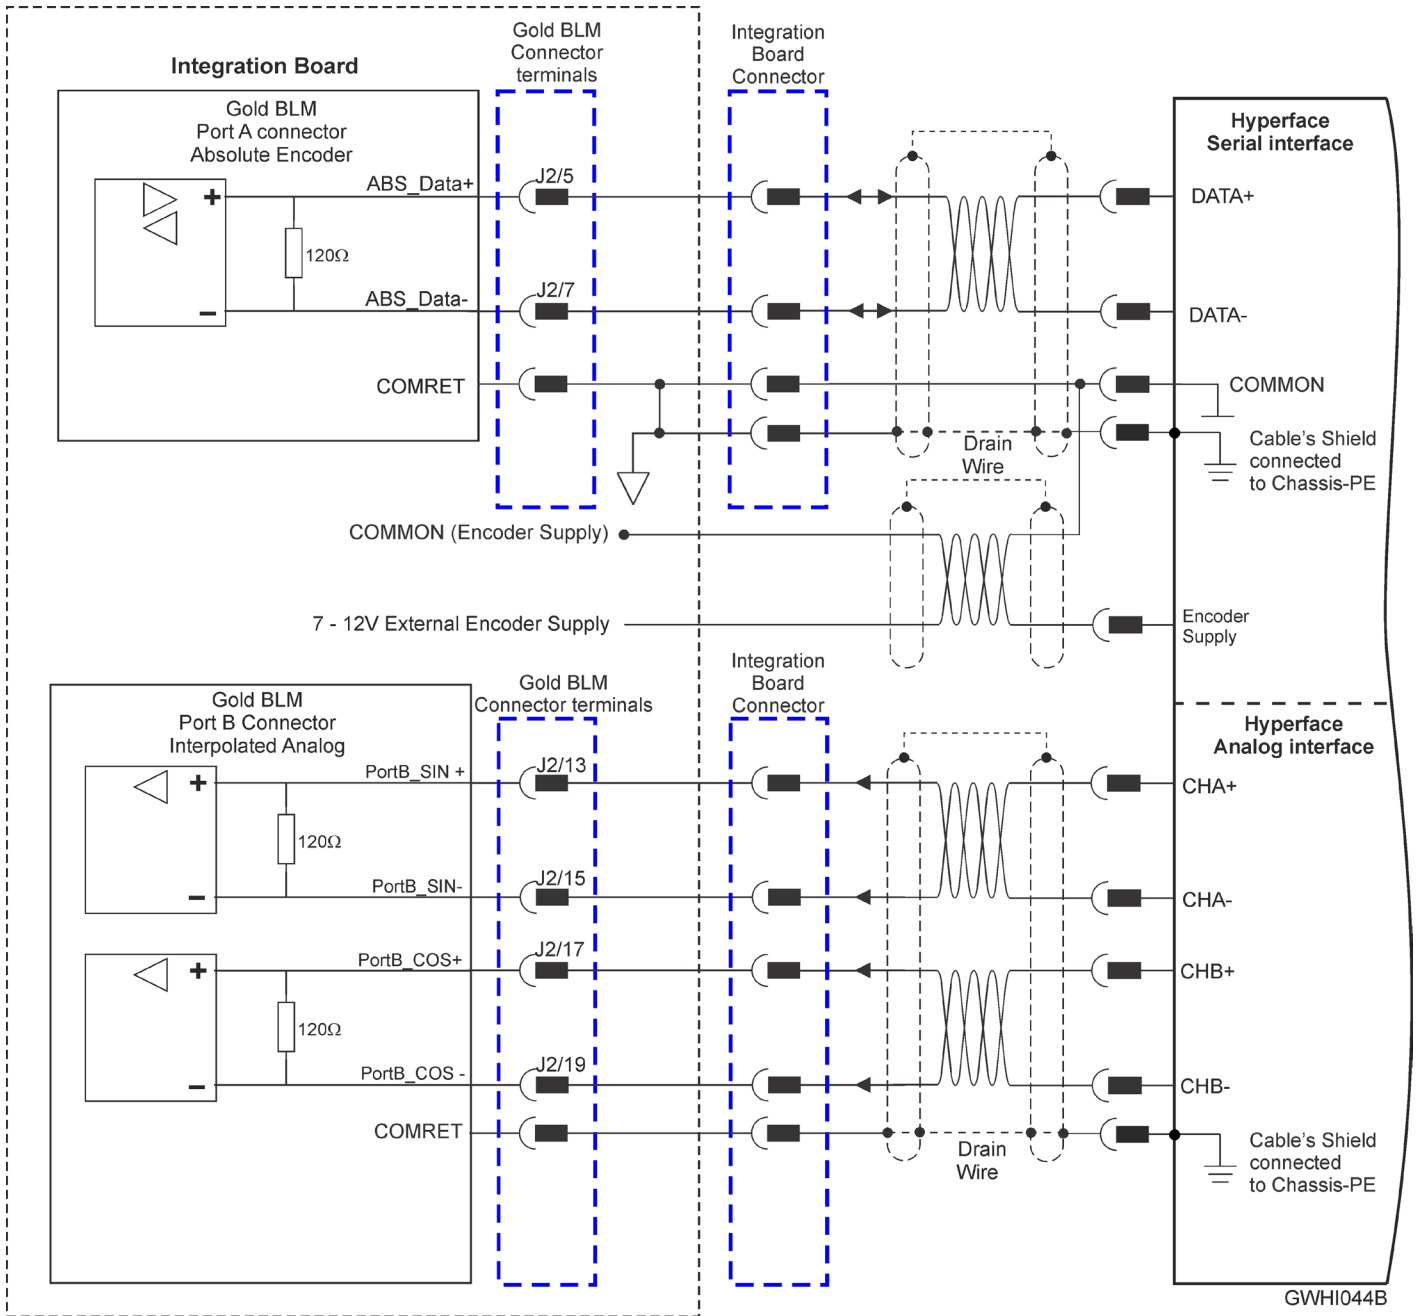 Integration Board
Gold BLM
Connector
terminals
Integration
Board
Connector
Gold BLM
Port A connector
Absolute Encoder
Hyperface
Serial interface
+
ABS_Data+
J2/5
DATA+
120Ω
−
ABS_Data-
J2/7
DATA-
COMRET
COMMON
Drain
Wire
Cable's Shield
connected
to Chassis-PE
COMMON (Encoder Supply)
7 - 12V External Encoder Supply
Encoder
Supply
Gold BLM
Connector terminals
Integration
Board
Connector
Gold BLM
Port B Connector
Interpolated Analog
Hyperface
Analog interface
+
PortB_SIN +
J2/13
CHA+
120Ω
−
PortB_SIN-
J2/15
CHA-
+
PortB_COS+
J2/17
CHB+
120Ω
−
PortB_COS -
J2/19
CHB-
COMRET
Drain
Wire
Cable's Shield
connected
to Chassis-PE
GWHI044B